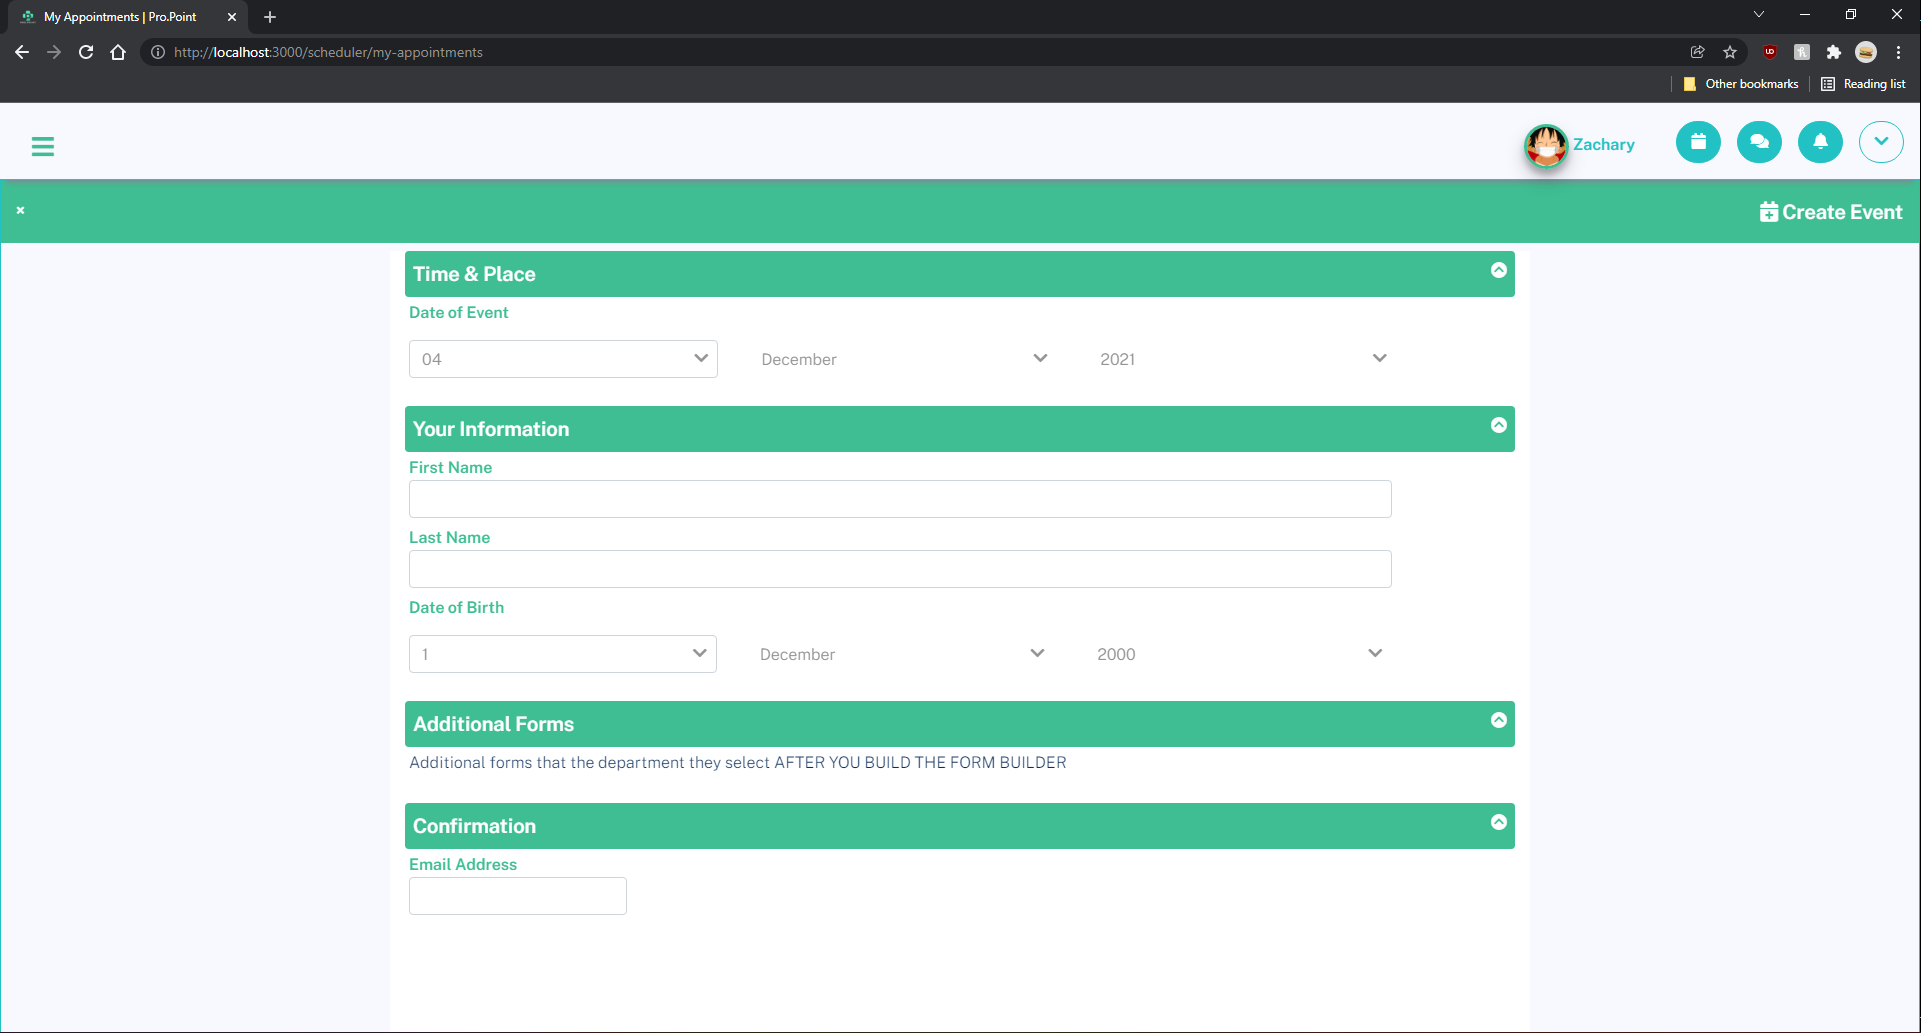 My Appointments | Pro.Point
http://localhost:3000/scheduler/my-appointments
Other bookmarks
Reading list
Zachary
Create Event
Time & Place
Date of Event
04 December 2021
Your Information
First Name
Last Name
Date of Birth
1 December 2000
Additional Forms
Additional forms that the department they select AFTER YOU BUILD THE FORM BUILDER
Confirmation
Email Address